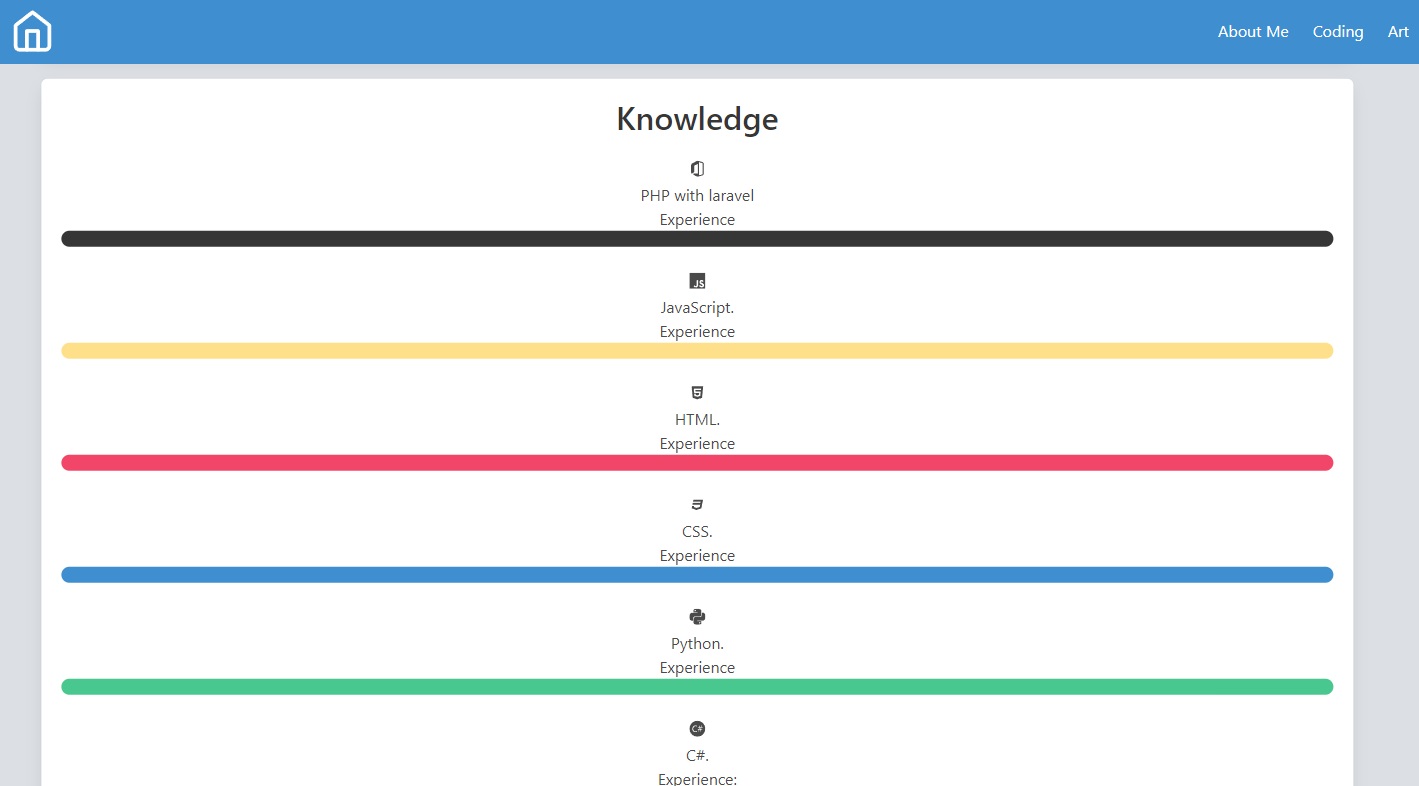 About Me Coding Art
Knowledge
PHP with laravel
Experience
JS
JavaScript.
Experience
HTML.
Experience
CSS.
Experience
Python.
Experience
C#
C#.
Experience: